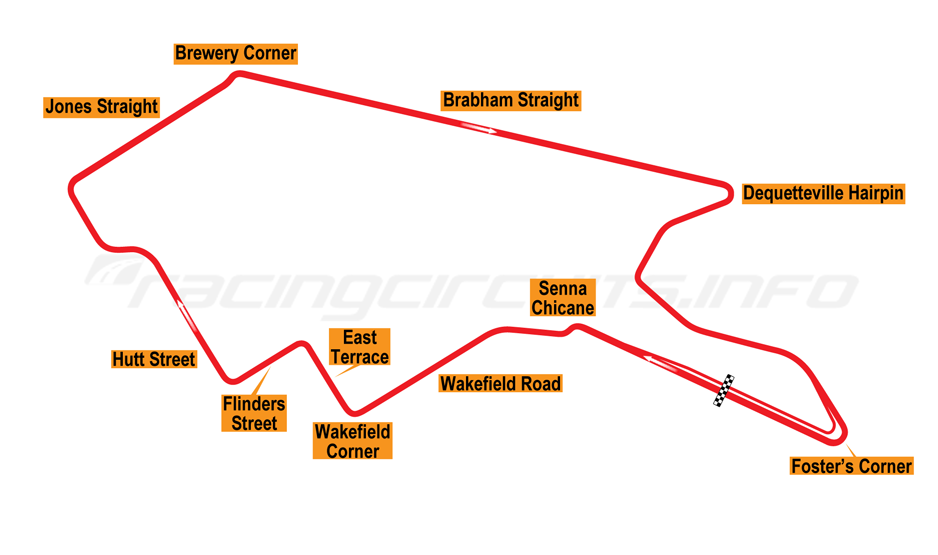 Brewery Corner
Jones Straight
Brabham Straight
Dequetteville Hairpin
racingcircuits.info
Senna
Chicane
East
Terrace
Hutt Street
Wakefield Road
Flinders
Street
Wakefield
Corner
Foster's Corner